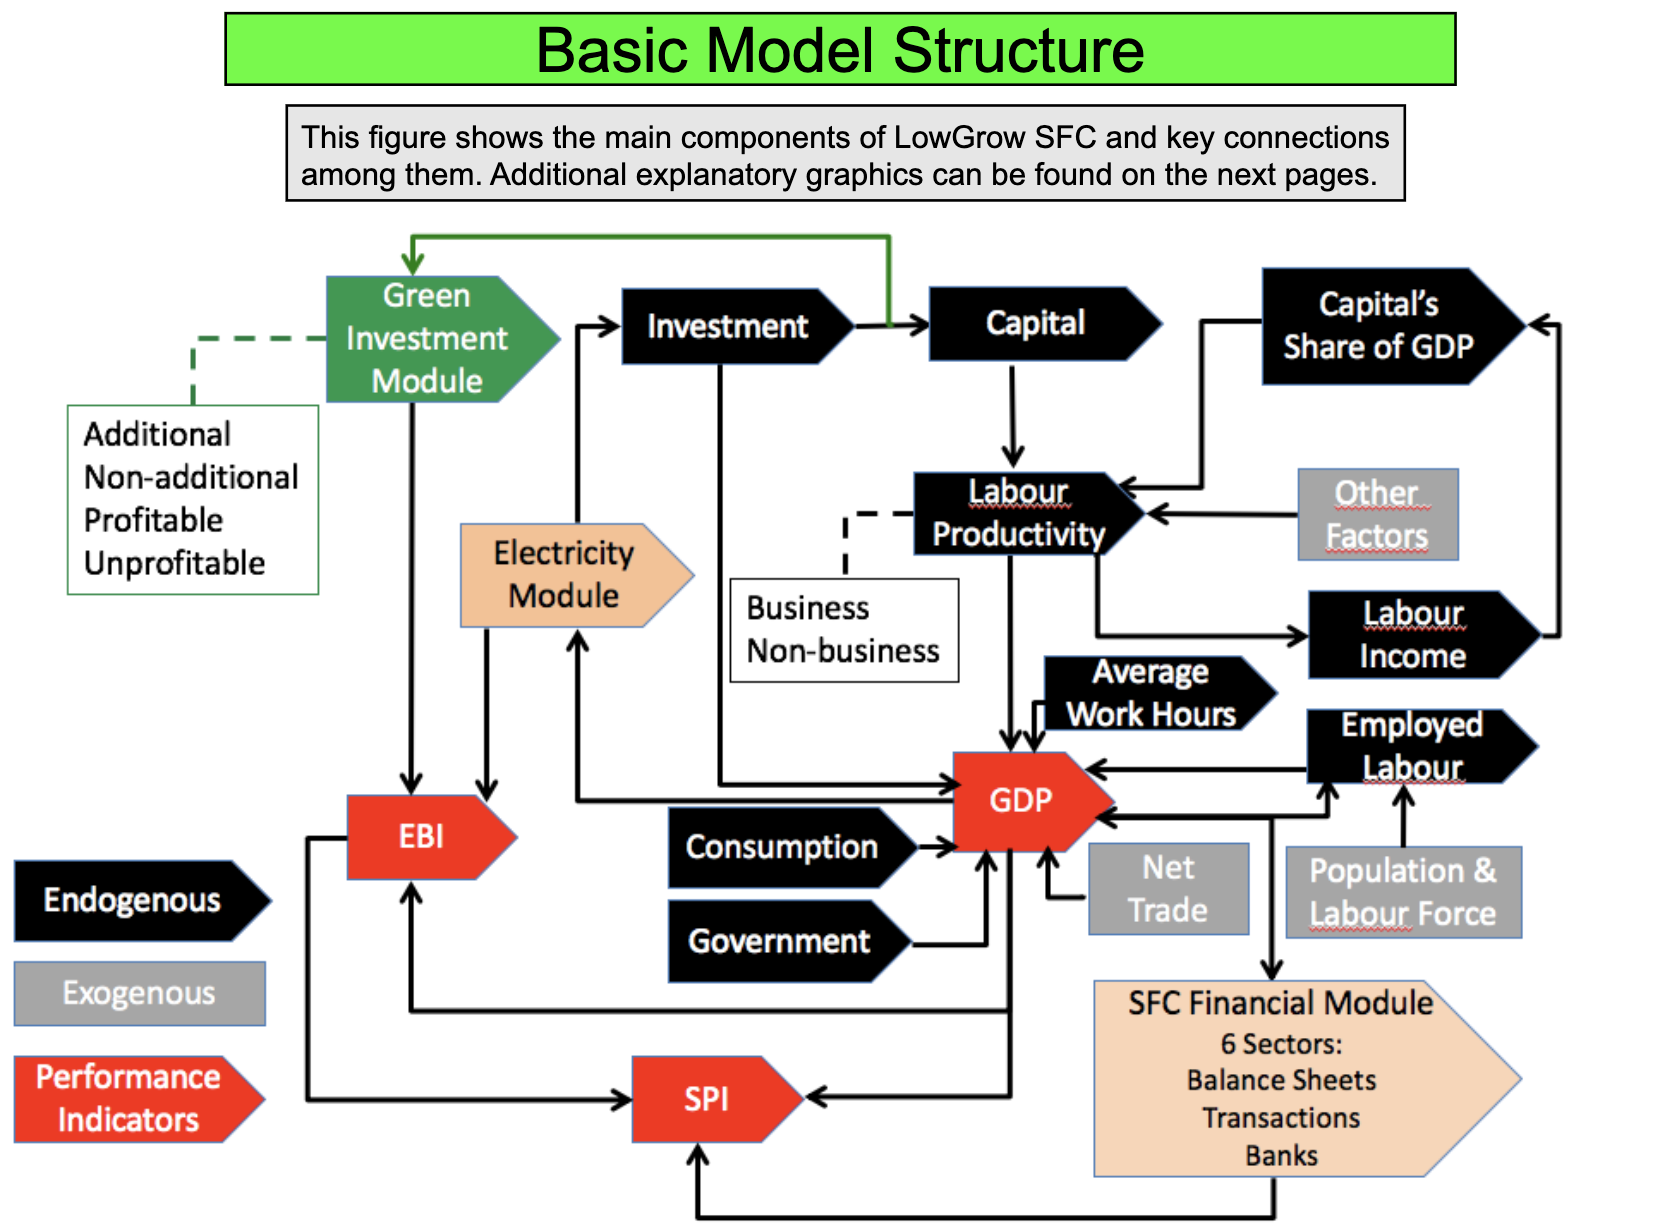 Basic Model Structure
This figure shows the main components of LowGrow SFC and key connections
among them. Additional explanatory graphics can be found on the next pages.
Green
Investment
Module
Investment
Capital
Capital’s
Share of GDP
Additional
Non-additional
Profitable
Unprofitable
Labour
Productivity
Other
Factors
Electricity
Module
Business
Non-business
Labour
Income
Average
Work Hours
Employed
Labour
GDP
EBI
Consumption
Net
Trade
Population &
Labour Force
Endogenous
Government
Exogenous
SFC Financial Module
6 Sectors:
Balance Sheets
Transactions
Banks
Performance
Indicators
SPI